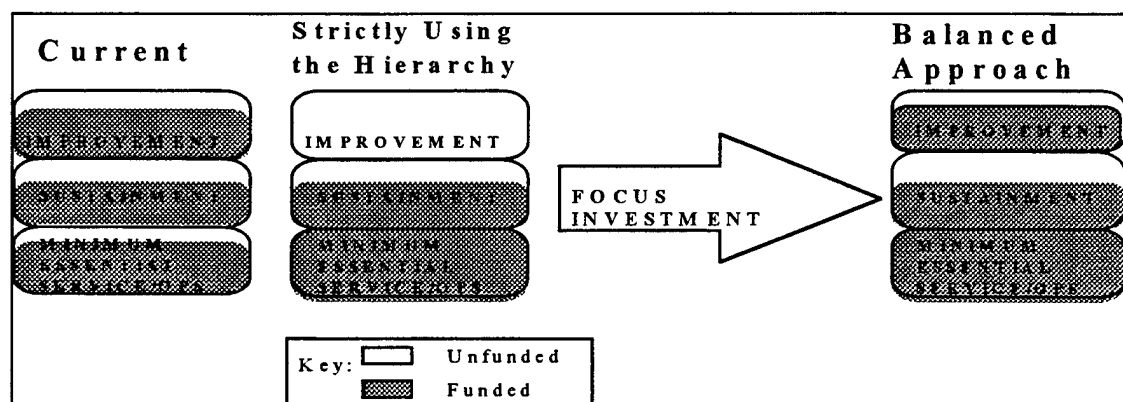 Current
IMPROVEMENT
SUSTAINMENT
MINIMUM
ESSENTIAL
SERVICE/OPS
Strictly Using
the Hierarchy
IMPROVEMENT
SUSTAINMENT
MINIMUM
ESSENTIAL
SERVICE/OPS
FOCUS
INVESTMENT
Balanced
Approach
IMPROVEMENT
SUSTAINMENT
MINIMUM
ESSENTIAL
SERVICE/OPS
Key: Unfunded
Funded